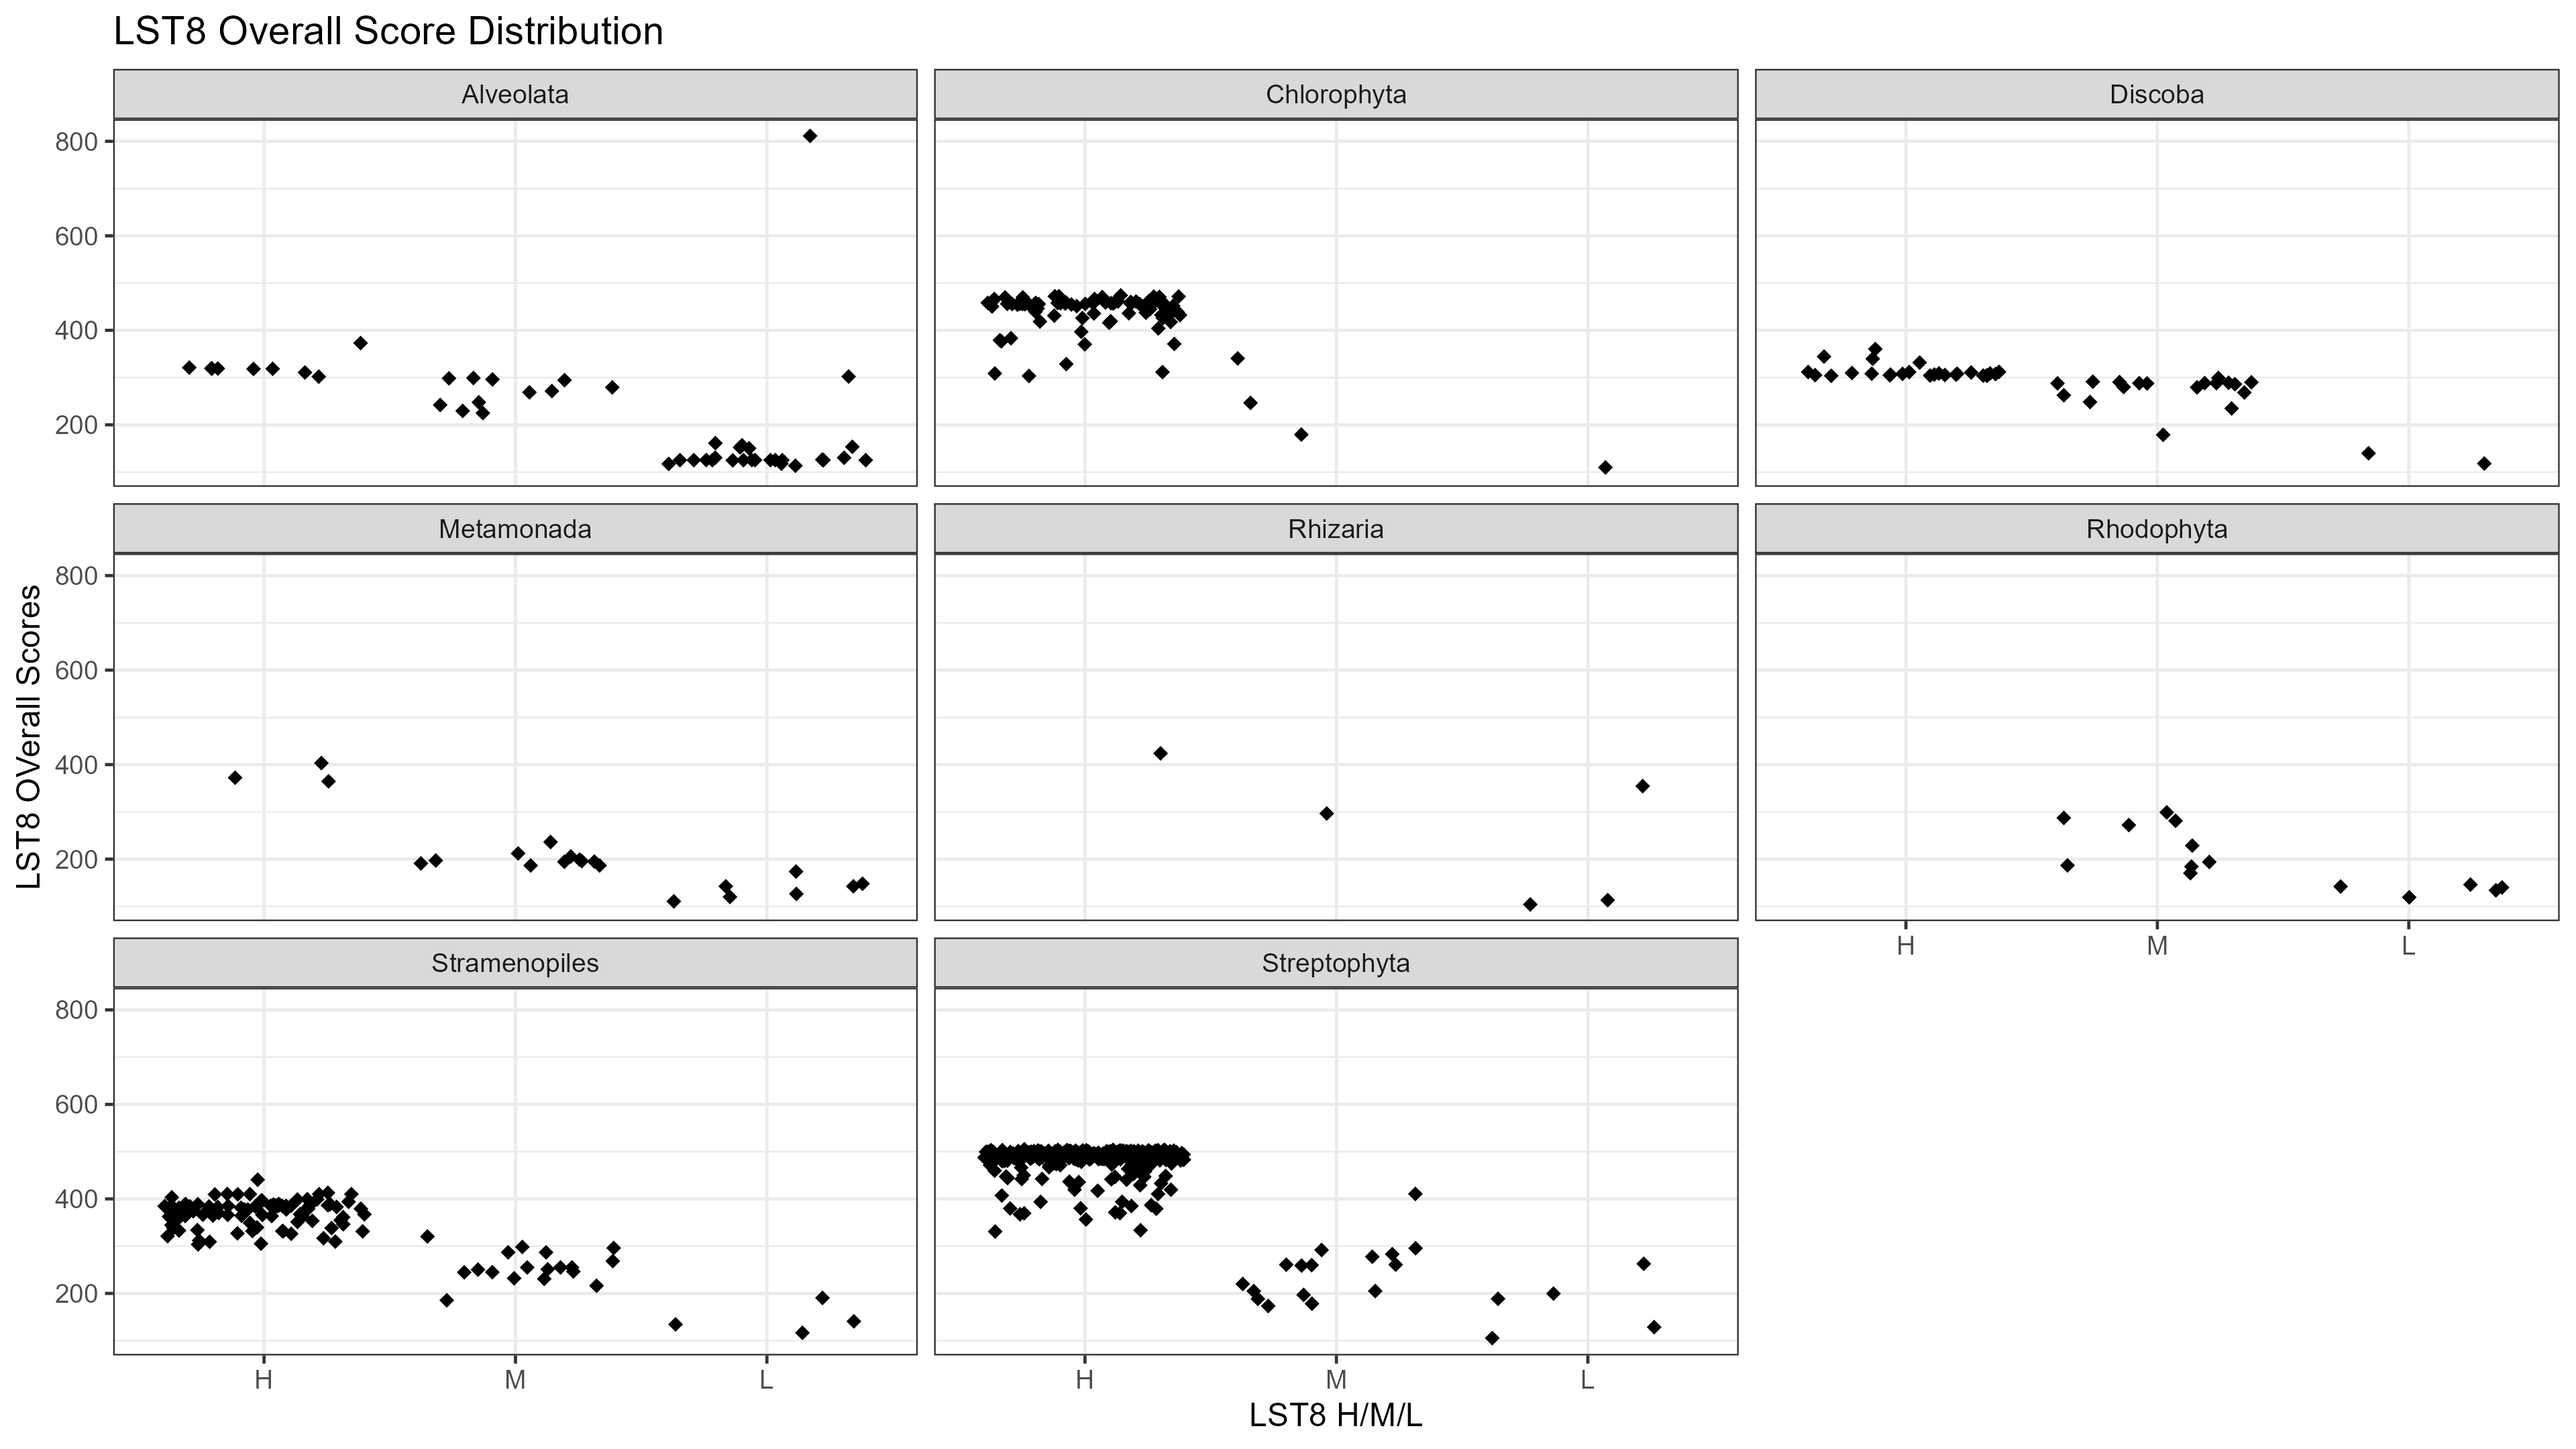 LST8 Overall Score Distribution
Alveolata
Chlorophyta
Discoba
800
600
400
200
Metamonada
Rhizaria
Rhodophyta
800
600
400
200
H M L
Stramenopiles
Streptophyta
800
600
400
200
H M L
H M L
LST8 OVerall Scores
LST8 H/M/L